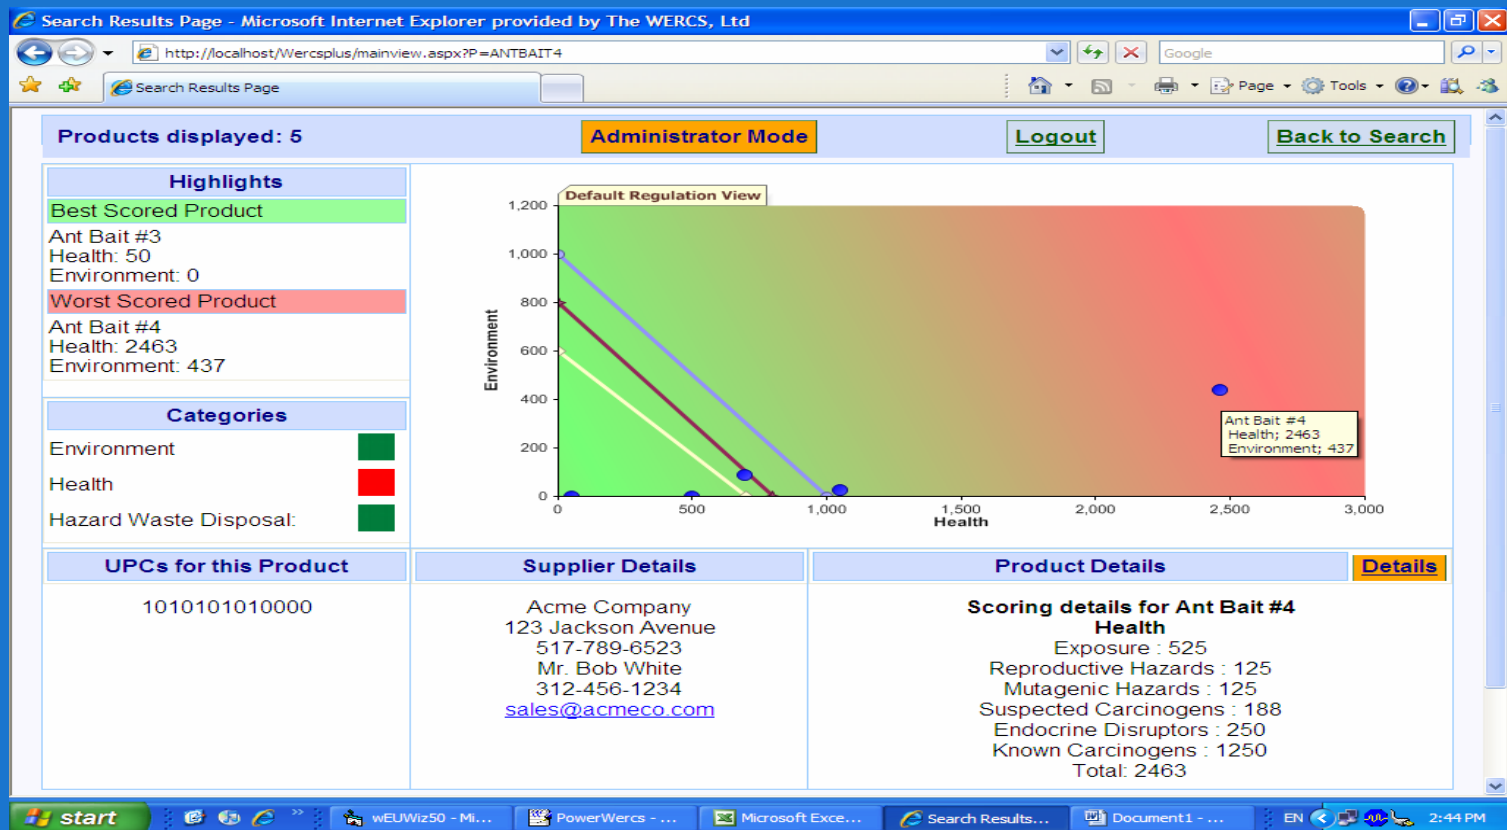 Search Results Page - Microsoft Internet Explorer provided by The WERCS, Ltd
http://localhost/Wercsplus/mainview.aspx?P=ANTBAIT4
Google
Search Results Page
Page
Tools
Products displayed: 5
Administrator Mode
Logout
Back to Search
Highlights
Best Scored Product
Ant Bait #3
Health: 50
Environment: 0
Worst Scored Product
Ant Bait #4
Health: 2463
Environment: 437
Categories
Environment
Health
Hazard Waste Disposal:
Default Regulation View
1,200
1,000
800
600
400
200
0
Environment
0
500
1,000
1,500
2,000
2,500
3,000
Health
Ant Bait #4
Health; 2463
Environment; 437
UPCs for this Product
1010101010000
Supplier Details
Acme Company
123 Jackson Avenue
517-789-6523
Mr. Bob White
312-456-1234
sales@acmeco.com
Product Details
Details
Scoring details for Ant Bait #4
Health
Exposure : 525
Reproductive Hazards : 125
Mutagenic Hazards : 125
Suspected Carcinogens : 188
Endocrine Disruptors : 250
Known Carcinogens : 1250
Total: 2463
start
wEUWiz50 - Mi...
PowerWercs - ...
Microsoft Exce...
Search Results...
Document1 - ...
EN
2:44 PM